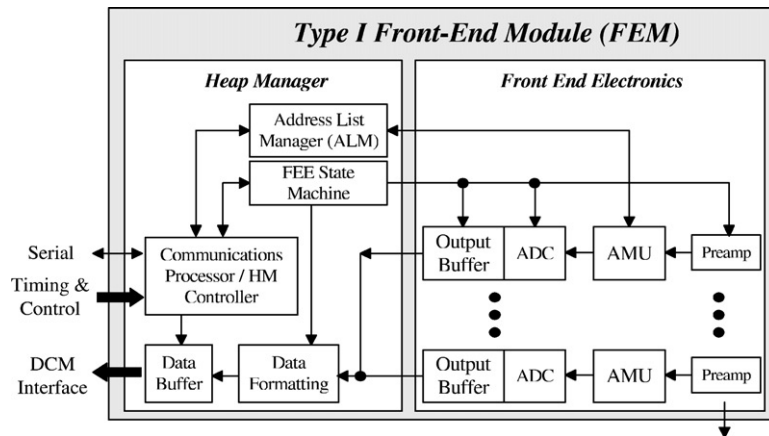 Type I Front-End Module (FEM)
Heap Manager
Front End Electronics
Address List
Manager (ALM)
FEE State
Machine
Serial
Timing &
Control
Communications
Processor / HM
Controller
Output
Buffer
ADC
AMU
Preamp
DCM
Interface
Data
Buffer
Data
Formatting
Output
Buffer
ADC
AMU
Preamp